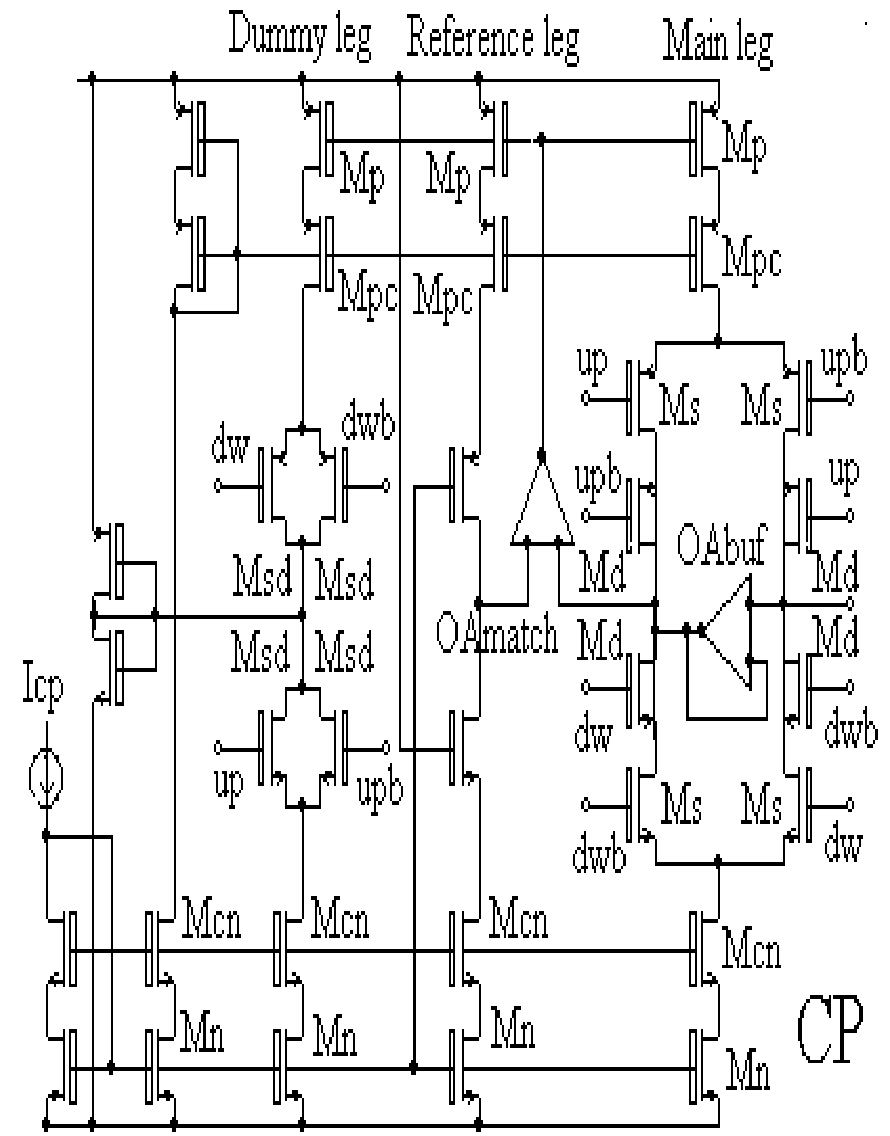 Dummy leg Reference leg Main leg
Mp Mp Mp
Mpc Mpc Mpc
up upb
Ms Ms
dw dwb
upb up
OAbuf
Md Md
Msd Msd
OAmatch
Msd Msd
Md Md
Icp
dw dwb
up upb
Ms Ms
dwb dw
Mcn Mcn Mcn Mcn
CP
Mn Mn Mn Mn